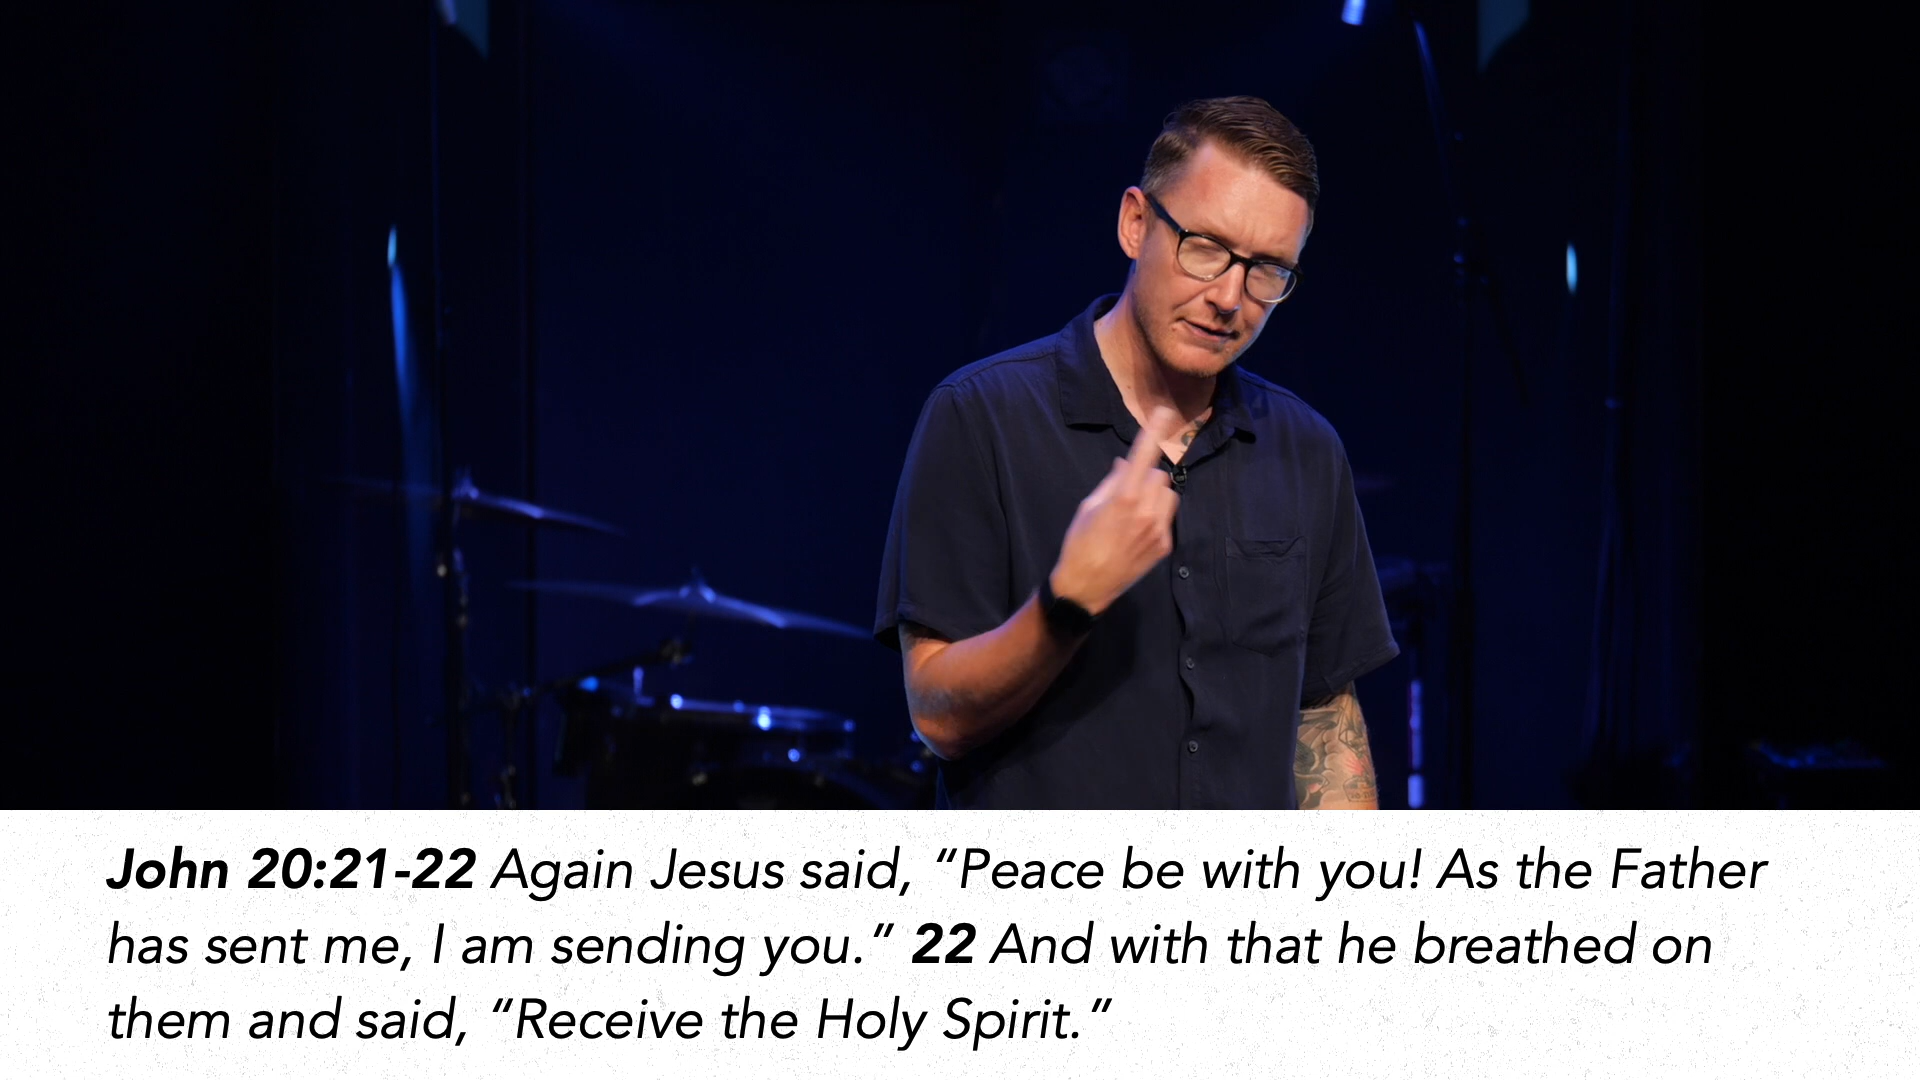 John 20:21-22 Again Jesus said, “Peace be with you! As the Father
has sent me, I am sending you.” 22 And with that he breathed on
them and said, “Receive the Holy Spirit.”